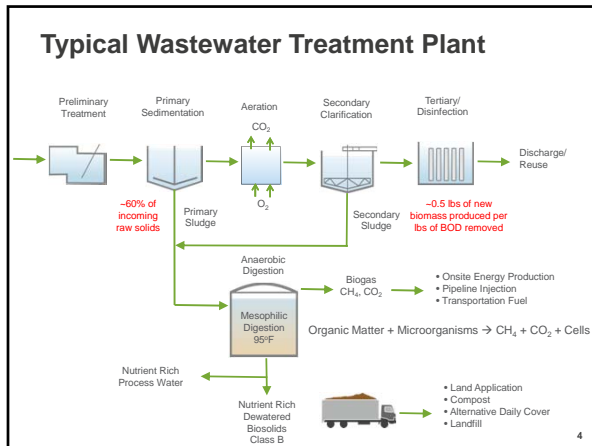 Typical Wastewater Treatment Plant
Preliminary
Treatment
Primary
Sedimentation
Aeration
CO₂
O₂
Secondary
Clarification
Tertiary/
Disinfection
Discharge/
Reuse
~60% of
incoming
raw solids
Primary
Sludge
Secondary
Sludge
~0.5 lbs of new
biomass produced per
lbs of BOD removed
Anaerobic
Digestion
Mesophilic
Digestion
95°F
Biogas
CH₄, CO₂
• Onsite Energy Production
• Pipeline Injection
• Transportation Fuel
Organic Matter + Microorganisms → CH₄ + CO₂ + Cells
Nutrient Rich
Process Water
Nutrient Rich
Dewatered
Biosolids
Class B
• Land Application
• Compost
• Alternative Daily Cover
• Landfill
4